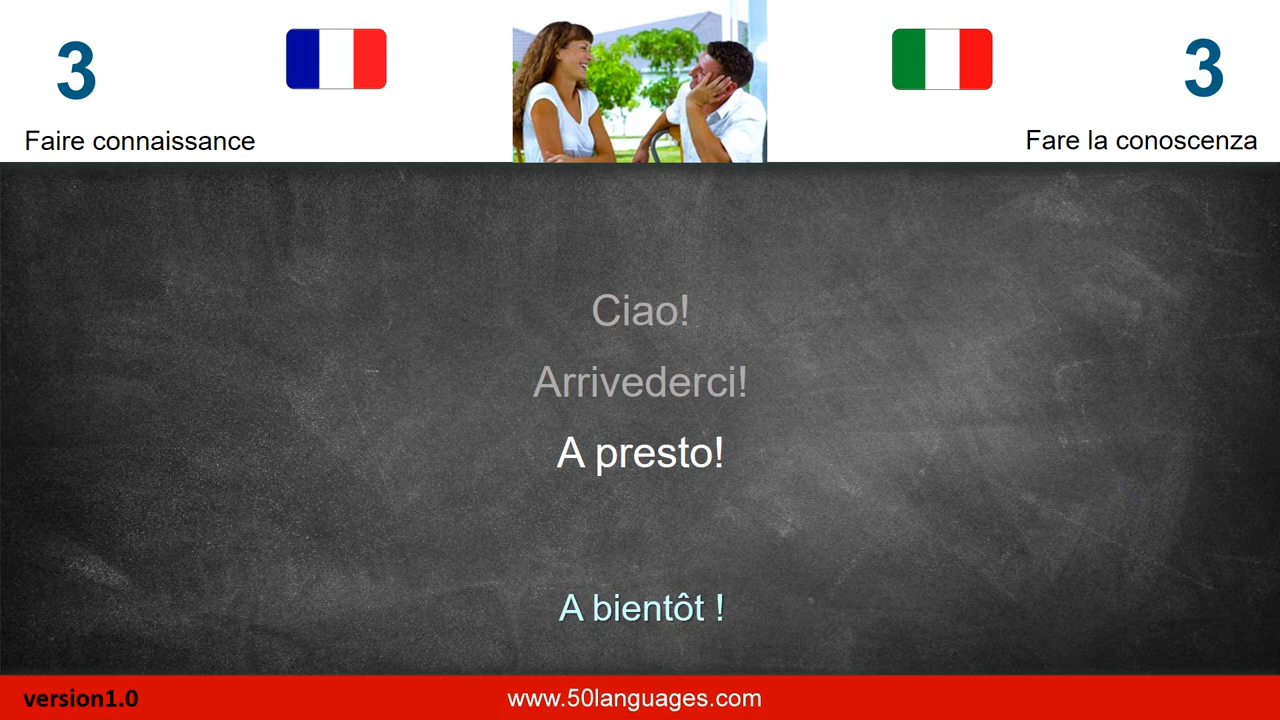 3
3
Faire connaissance
Fare la conoscenza
Ciao!
Arrivederci!
A presto!
A bientôt !
version1.0
www.50languages.com